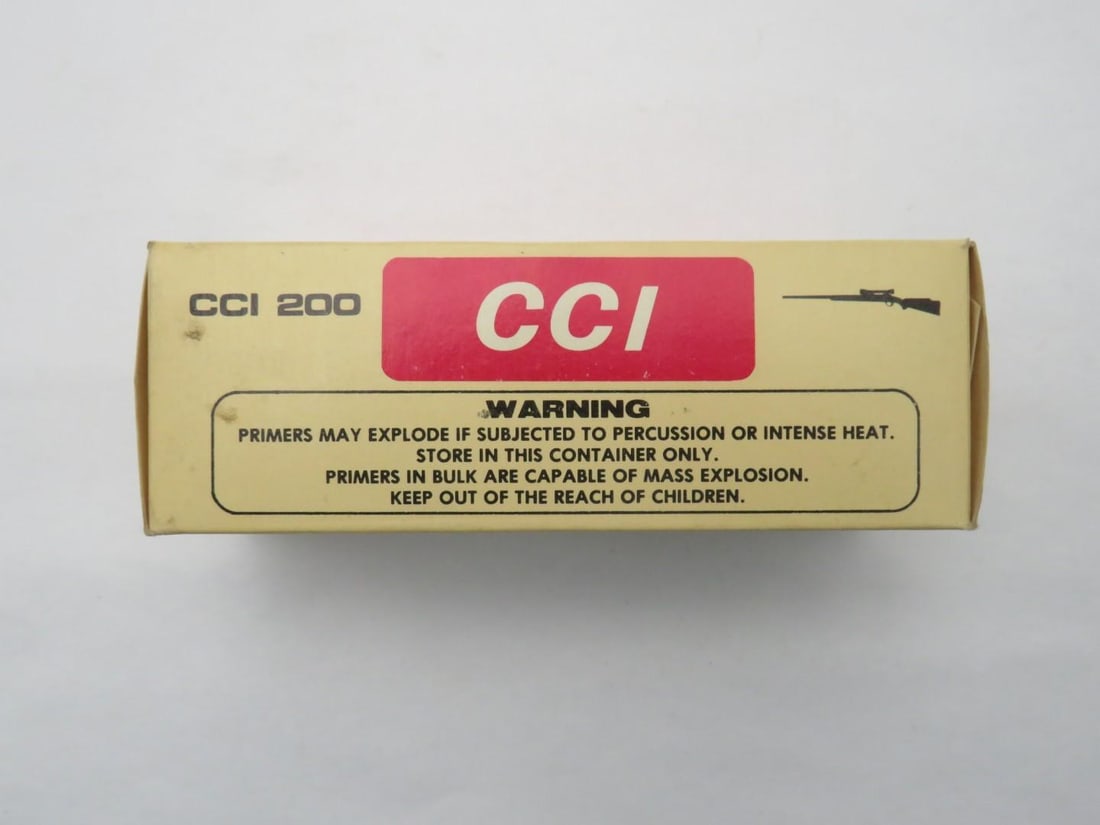 CCI 200
CCI
WARNING
PRIMERS MAY EXPLODE IF SUBJECTED TO PERCUSSION OR INTENSE HEAT.
STORE IN THIS CONTAINER ONLY.
PRIMERS IN BULK ARE CAPABLE OF MASS EXPLOSION.
KEEP OUT OF THE REACH OF CHILDREN.